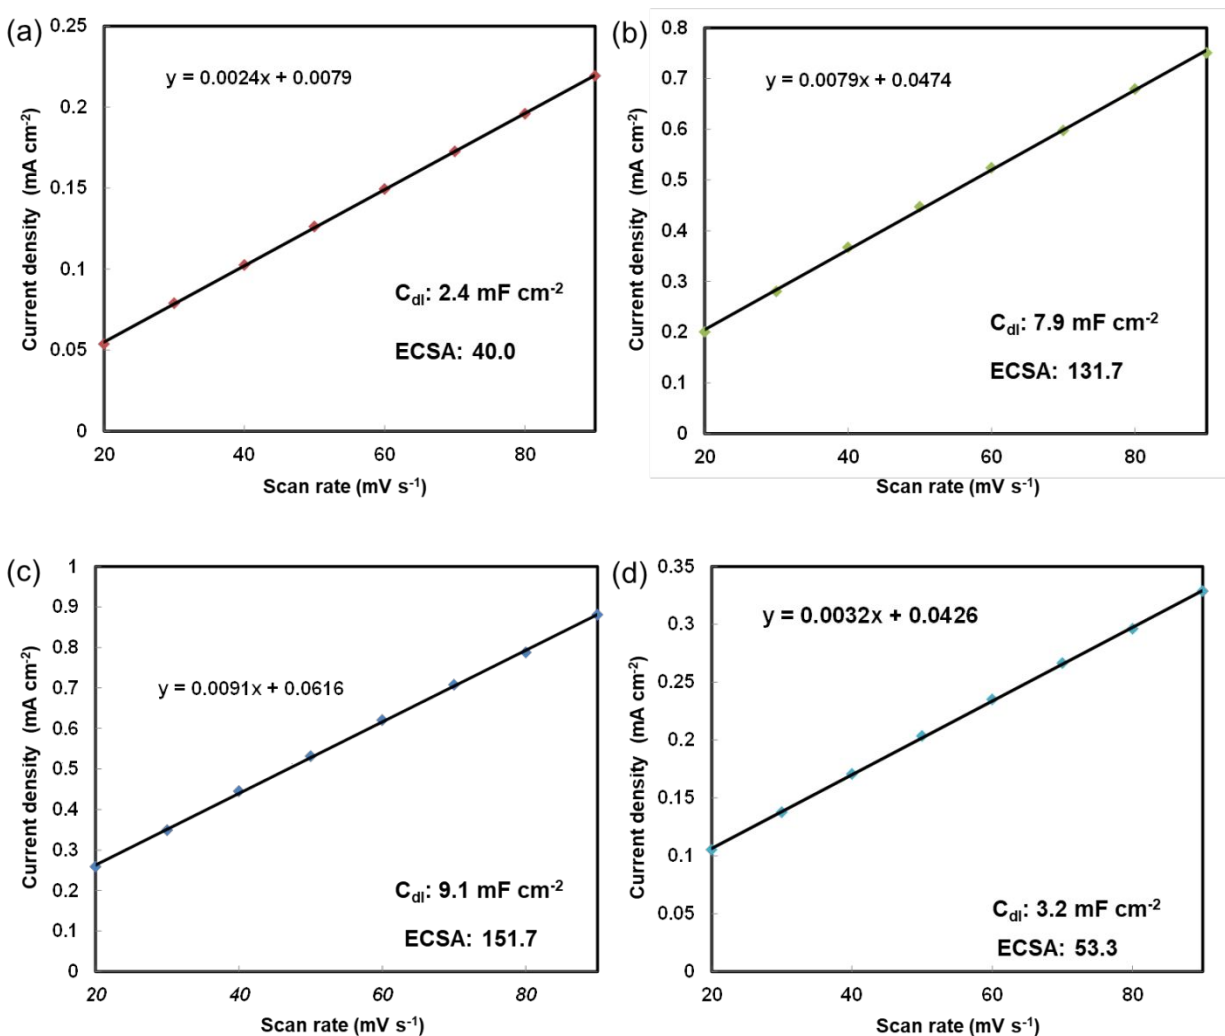 (a)
0.25
0.2
0.15
0.1
0.05
0
Current density (mA cm-2)
y = 0.0024x + 0.0079
Cdl: 2.4 mF cm-2
ECSA: 40.0
20 40 60 80
Scan rate (mV s-1)
(b)
0.8
0.7
0.6
0.5
0.4
0.3
0.2
0.1
0
Current density (mA cm-2)
y = 0.0079x + 0.0474
Cdl: 7.9 mF cm-2
ECSA: 131.7
20 40 60 80
Scan rate (mV s-1)
(c)
1
0.9
0.8
0.7
0.6
0.5
0.4
0.3
0.2
0.1
0
Current density (mA cm-2)
y = 0.0091x + 0.0616
Cdl: 9.1 mF cm-2
ECSA: 151.7
20 40 60 80
Scan rate (mV s-1)
(d)
0.35
0.3
0.25
0.2
0.15
0.1
0.05
0
Current density (mA cm-2)
y = 0.0032x + 0.0426
Cdl: 3.2 mF cm-2
ECSA: 53.3
20 40 60 80
Scan rate (mV s-1)